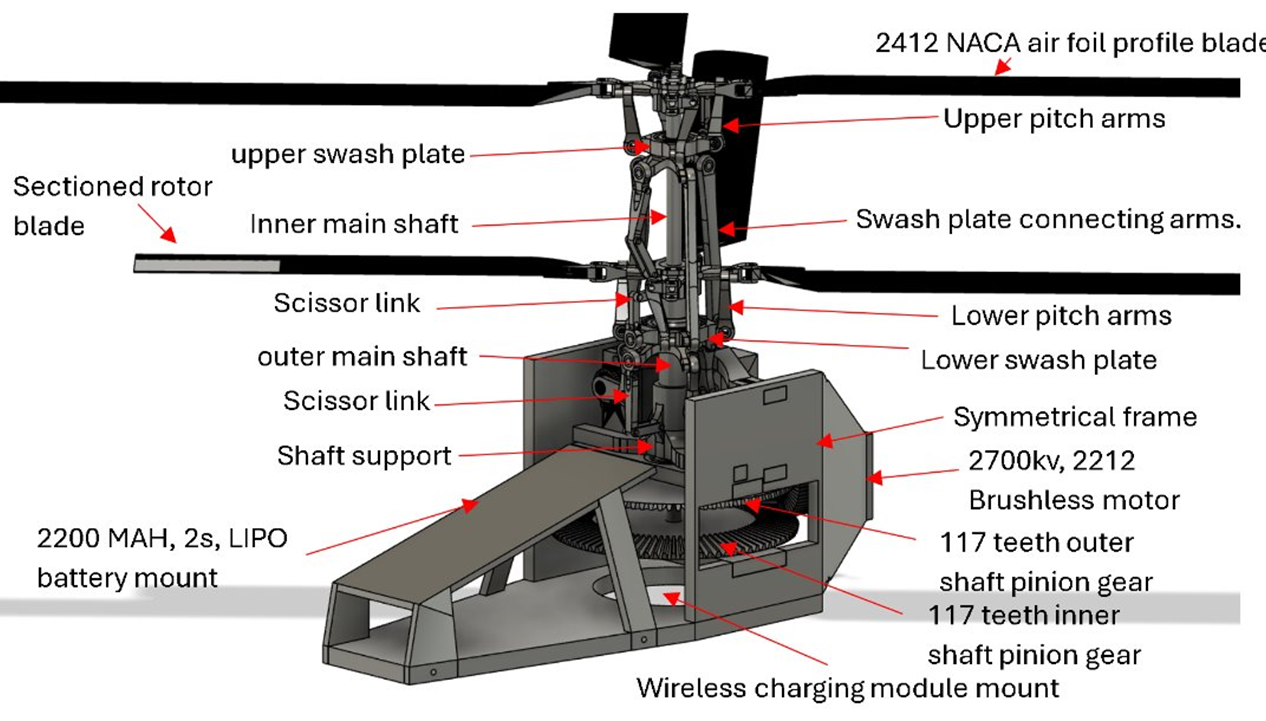 2412 NACA air foil profile blade
Upper pitch arms
upper swash plate
Sectioned rotor
blade
Inner main shaft
Swash plate connecting arms.
Scissor link
Lower pitch arms
outer main shaft
Lower swash plate
Scissor link
Symmetrical frame
Shaft support
2700kv, 2212
Brushless motor
2200 MAH, 2s, LIPO
battery mount
117 teeth outer
shaft pinion gear
117 teeth inner
shaft pinion gear
Wireless charging module mount